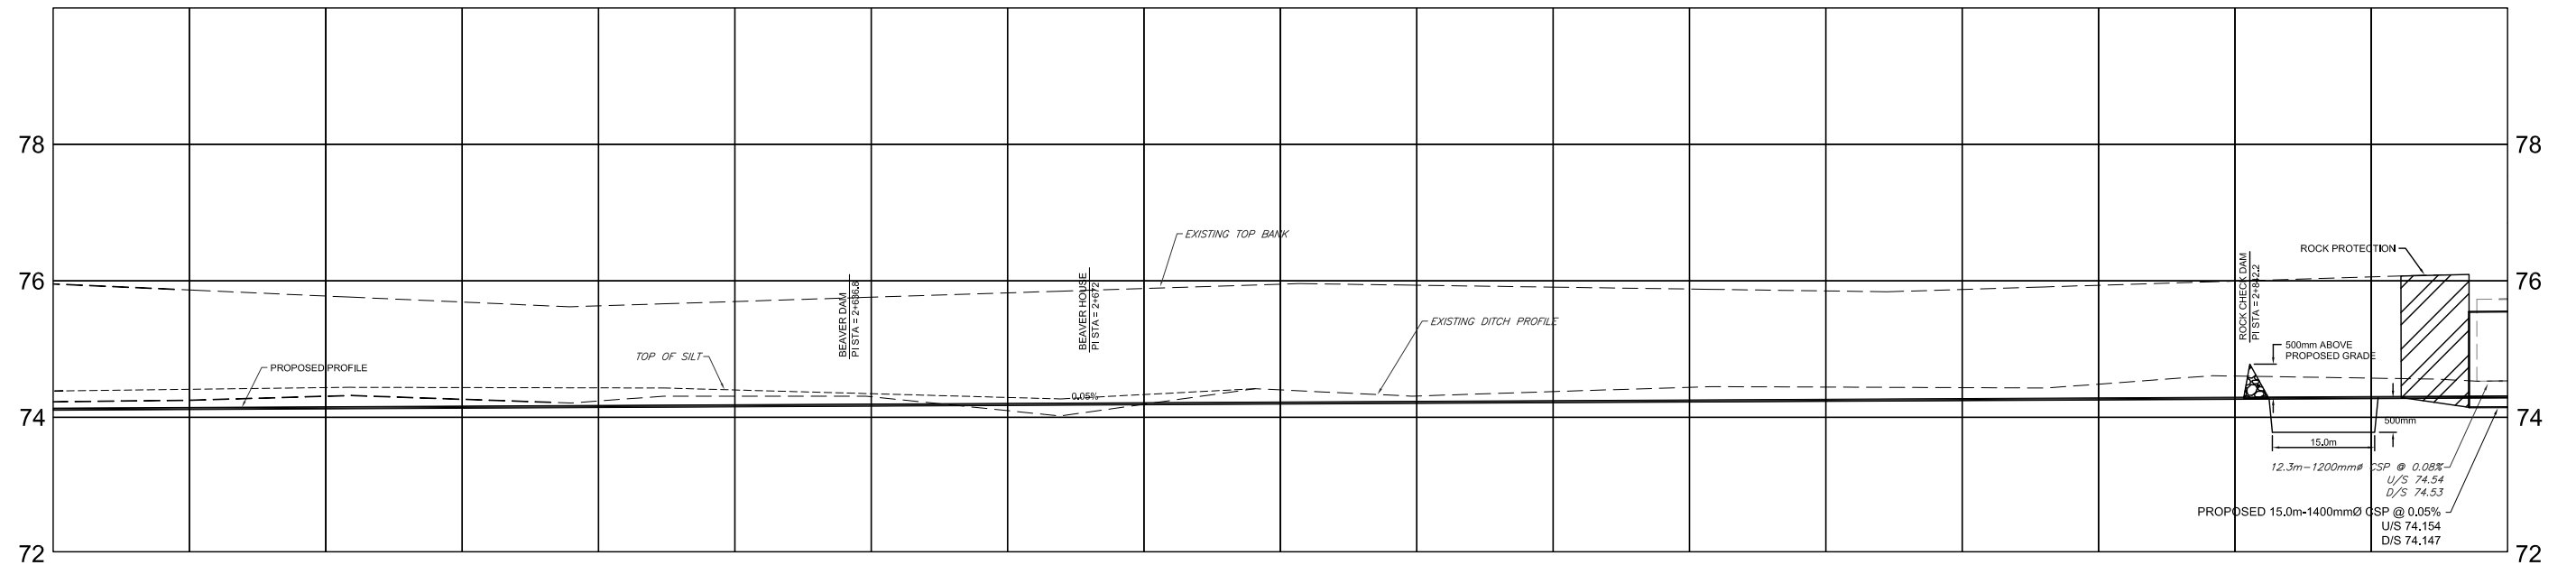 78
78
76
76
74
74
72
72
EXISTING TOP BANK
EXISTING DITCH PROFILE
TOP OF SILT
PROPOSED PROFILE
BEAVER DAM
PI STA = 2+636.8
BEAVER HOUSE
PI STA = 2+672
0.05%
ROCK CHECK DAM
PI STA = 2+842.2
ROCK PROTECTION
500mm ABOVE
PROPOSED GRADE
500mm
15.0m
12.3m-1200mmø CSP @ 0.08%
U/S 74.54
D/S 74.53
PROPOSED 15.0m-1400mmØ CSP @ 0.05%
U/S 74.154
D/S 74.147